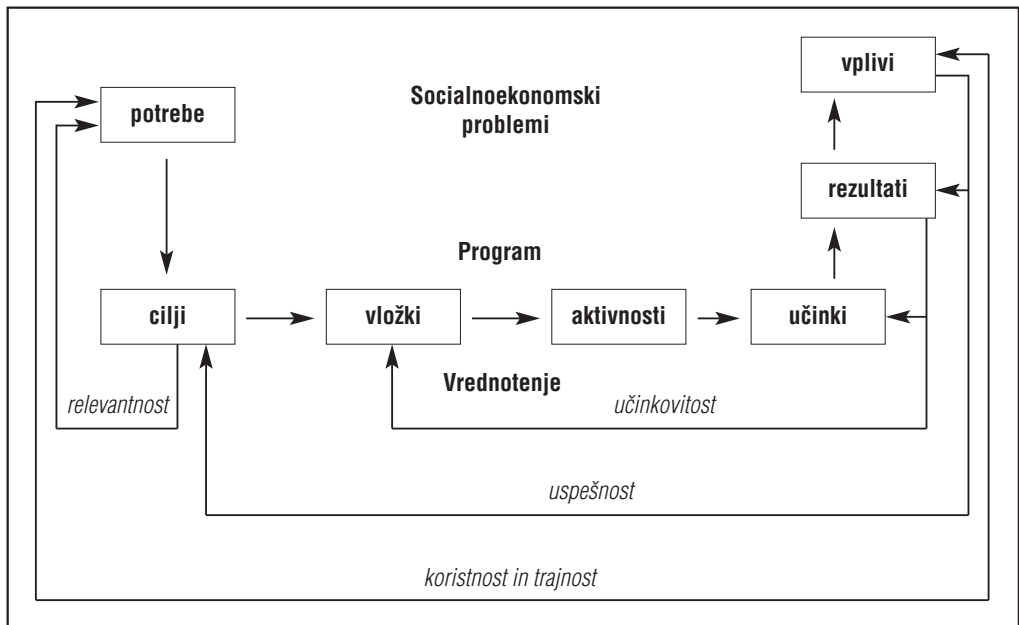 vplivi
Socialnoekonomski
problemi
potrebe
rezultati
Program
cilji
vložki
aktivnosti
učinki
Vrednotenje
relevantnost
učinkovitost
uspešnost
koristnost in trajnost